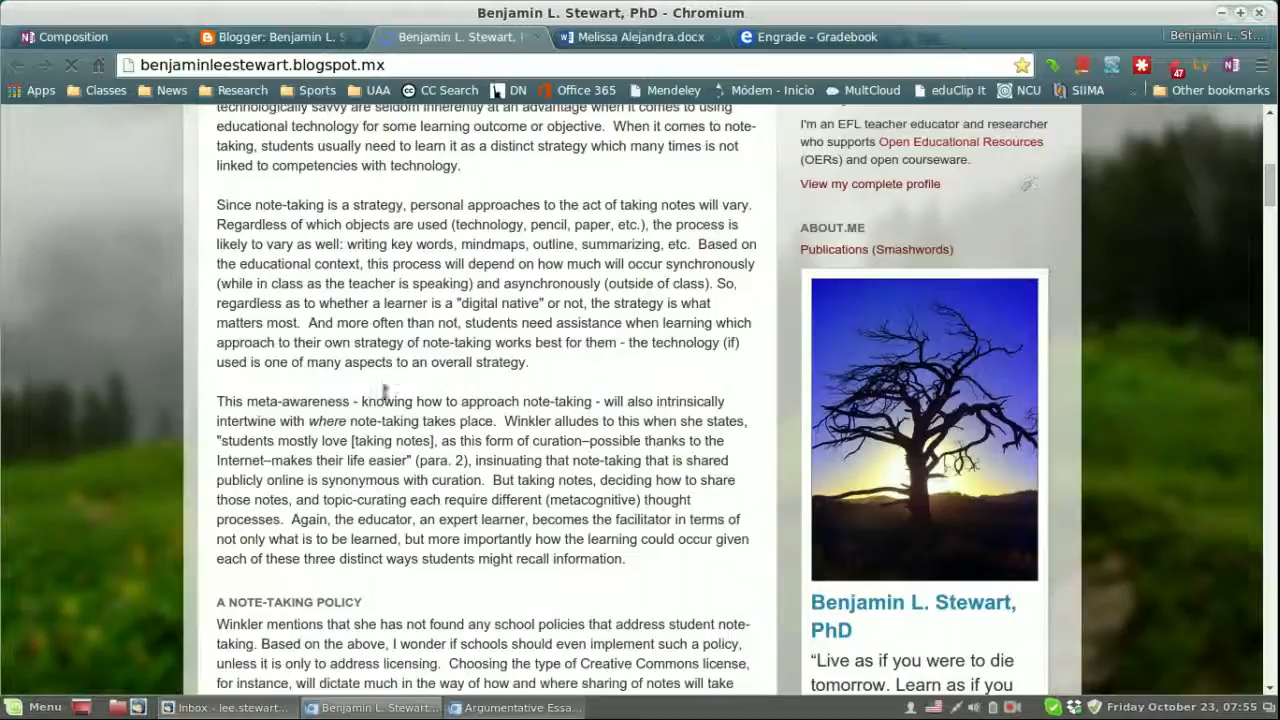 Benjamin L. Stewart, PhD - Chromium
Composition
Blogger: Benjamin L. S
Benjamin L. Stewart, 
Melissa Alejandra.docx
Engrade - Gradebook
Benjamin L. St...
benjaminleestewart.blogspot.mx
47
Apps
Classes
News
Research
Sports
UAA
CC Search
DN
Office 365
Mendeley
Módem - Inicio
MultCloud
eduClip It
NCU
SIIMA
Other bookmarks
technologically savvy are seldom inherently at an advantage when it comes to using
educational technology for some learning outcome or objective.  When it comes to note-
taking, students usually need to learn it as a distinct strategy which many times is not
linked to competencies with technology.
Since note-taking is a strategy, personal approaches to the act of taking notes will vary.
Regardless of which objects are used (technology, pencil, paper, etc.), the process is
likely to vary as well: writing key words, mindmaps, outline, summarizing, etc.  Based on
the educational context, this process will depend on how much will occur synchronously
(while in class as the teacher is speaking) and asynchronously (outside of class). So,
regardless as to whether a learner is a "digital native" or not, the strategy is what
matters most.  And more often than not, students need assistance when learning which
approach to their own strategy of note-taking works best for them - the technology (if)
used is one of many aspects to an overall strategy.
This meta-awareness - knowing how to approach note-taking - will also intrinsically
intertwine with where note-taking takes place.  Winkler alludes to this when she states,
"students mostly love [taking notes], as this form of curation–possible thanks to the
Internet–makes their life easier" (para. 2), insinuating that note-taking that is shared
publicly online is synonymous with curation.  But taking notes, deciding how to share
those notes, and topic-curating each require different (metacognitive) thought
processes.  Again, the educator, an expert learner, becomes the facilitator in terms of
not only what is to be learned, but more importantly how the learning could occur given
each of these three distinct ways students might recall information.
A NOTE-TAKING POLICY
Winkler mentions that she has not found any school policies that address student note-
taking. Based on the above, I wonder if schools should even implement such a policy,
unless it is only to address licensing.  Choosing the type of Creative Commons license,
for instance, will dictate much in the way of how and where sharing of notes will take
I'm an EFL teacher educator and researcher
who supports Open Educational Resources
(OERs) and open courseware.
View my complete profile
ABOUT.ME
Publications (Smashwords)
Benjamin L. Stewart,
PhD
“Live as if you were to die
tomorrow. Learn as if you
Menu
Inbox - lee.stewart...
Benjamin L. Stewart...
Argumentative Essa...
Friday October 23, 07:55